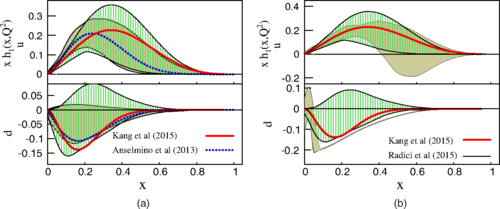 x h₁(x,Q²)
u
0.3
0.2
0.1
0
d
0.05
0
-0.05
-0.1
-0.15
Kang et al (2015)
Anselmino et al (2013)
0 0.2 0.4 0.6 0.8 1
x
(a)
x h₁(x,Q²)
u
0.4
0.2
0
-0.2
d
0.1
0
-0.1
-0.2
Kang et al (2015)
Radici et al (2015)
0 0.2 0.4 0.6 0.8 1
x
(b)